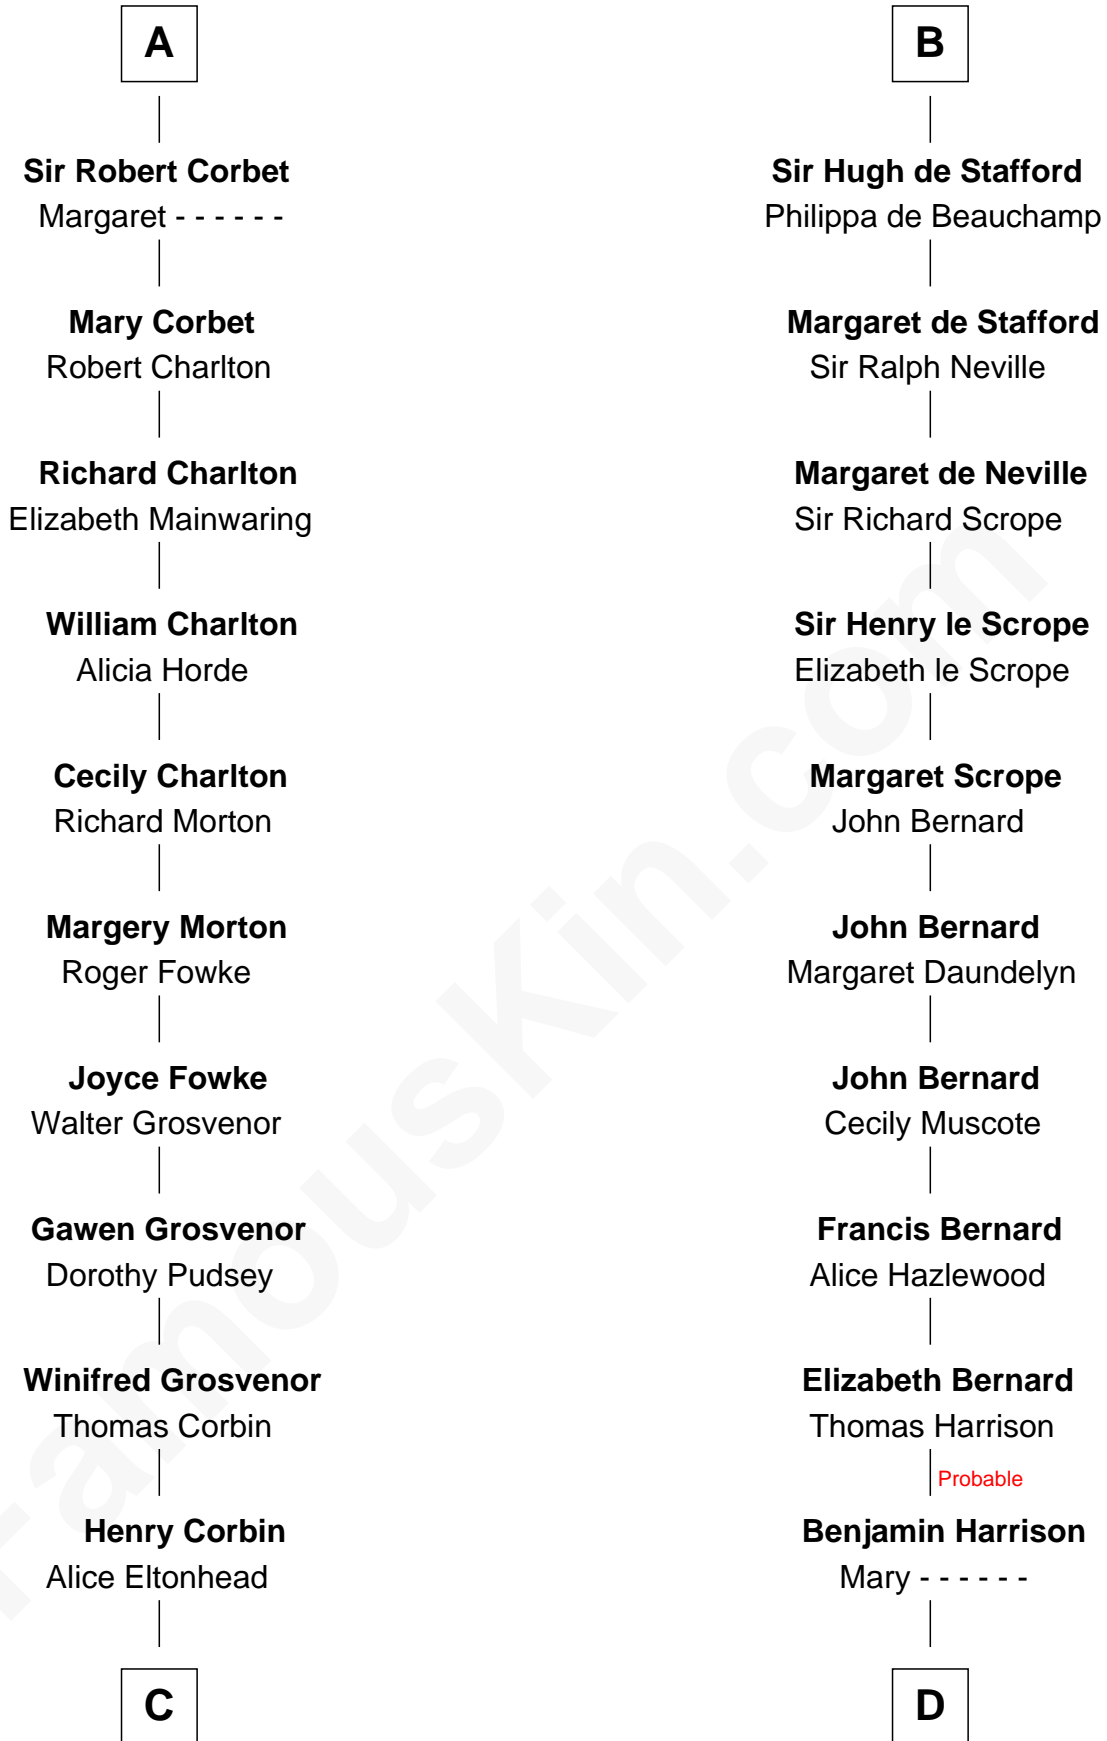 A
Sir Robert Corbet
Margaret - - - - - -
Mary Corbet
Robert Charlton
Richard Charlton
Elizabeth Mainwaring
William Charlton
Alicia Horde
Cecily Charlton
Richard Morton
Margery Morton
Roger Fowke
Joyce Fowke
Walter Grosvenor
Gawen Grosvenor
Dorothy Pudsey
Winifred Grosvenor
Thomas Corbin
Henry Corbin
Alice Eltonhead
C
B
Sir Hugh de Stafford
Philippa de Beauchamp
Margaret de Stafford
Sir Ralph Neville
Margaret de Neville
Sir Richard Scrope
Sir Henry le Scrope
Elizabeth le Scrope
Margaret Scrope
John Bernard
John Bernard
Margaret Daundelyn
John Bernard
Cecily Muscote
Francis Bernard
Alice Hazlewood
Elizabeth Bernard
Thomas Harrison
Probable
Benjamin Harrison
Mary - - - - - -
D
FamousKin.com